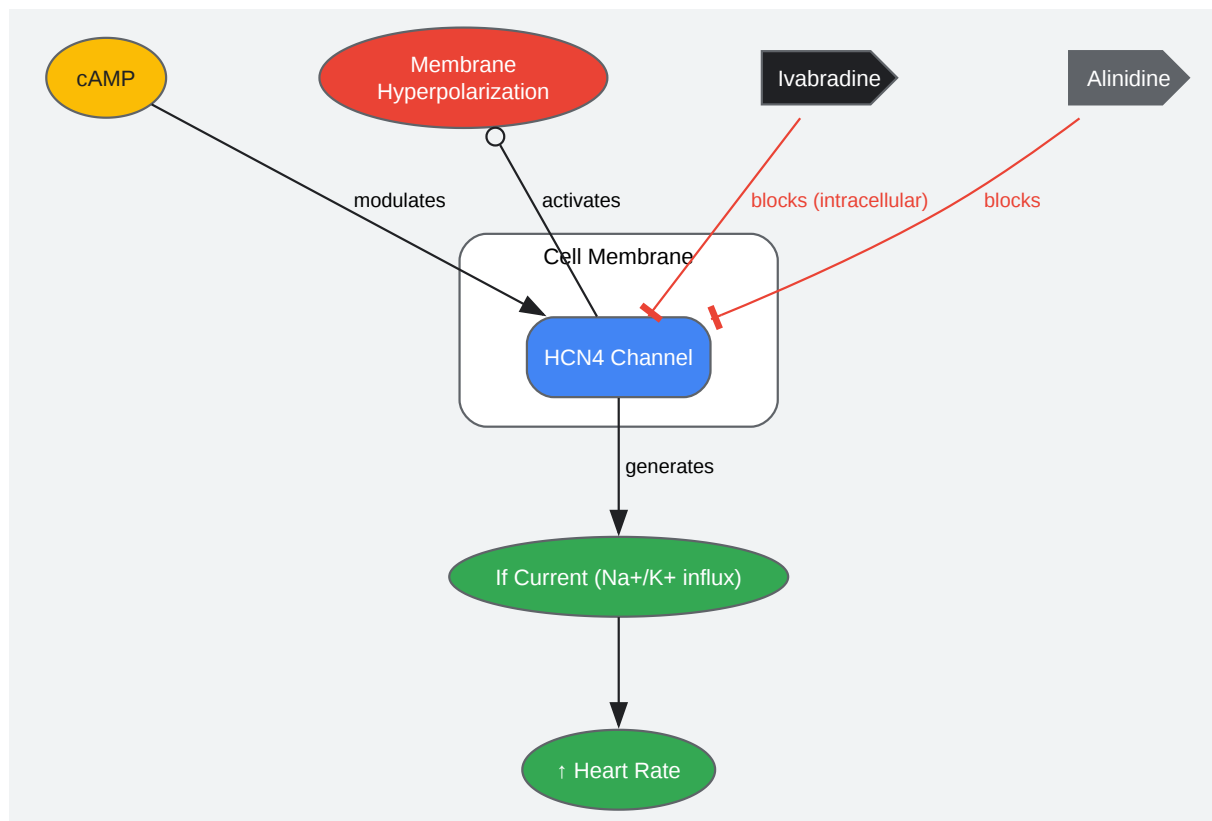 cAMP
Membrane
Hyperpolarization
Ivabradine
Alinidine
modulates
activates
blocks (intracellular)
blocks
Cell Membrane
HCN4 Channel
generates
If Current (Na+/K+ influx)
↑ Heart Rate